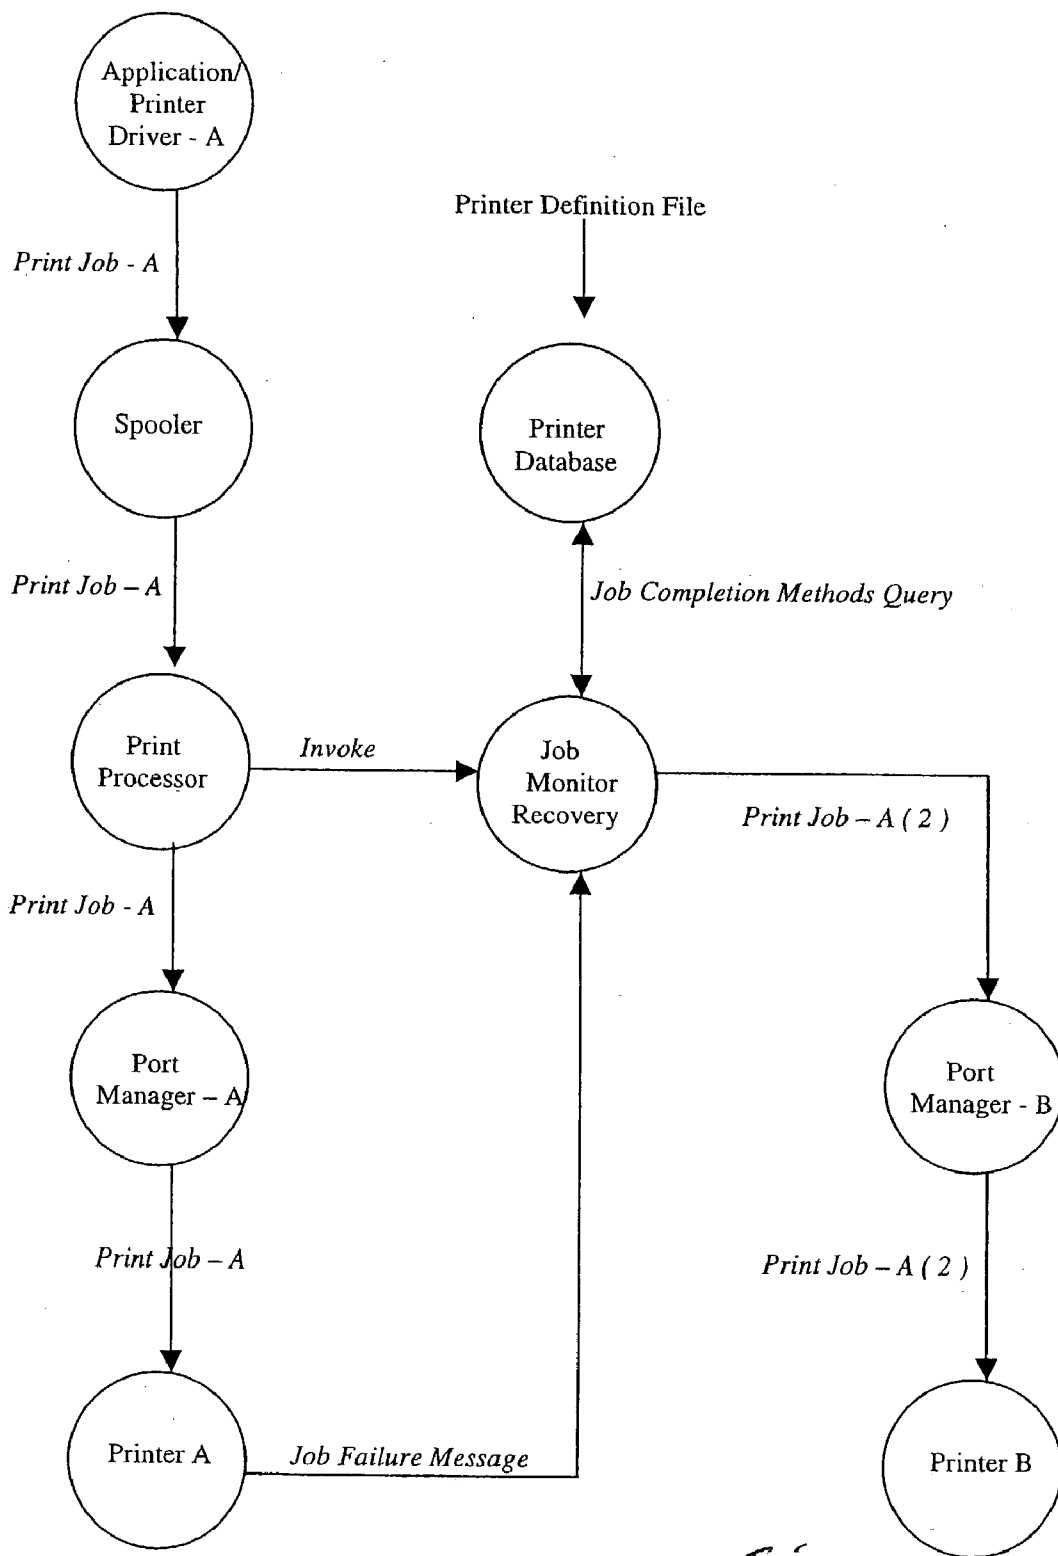 Application/
Printer
Driver - A
Printer Definition File
Print Job - A
Spooler
Printer
Database
Print Job – A
Job Completion Methods Query
Print
Processor
Invoke
Job
Monitor
Recovery
Print Job – A ( 2 )
Print Job - A
Port
Manager – A
Port
Manager - B
Print Job – A
Print Job – A ( 2 )
Printer A
Job Failure Message
Printer B